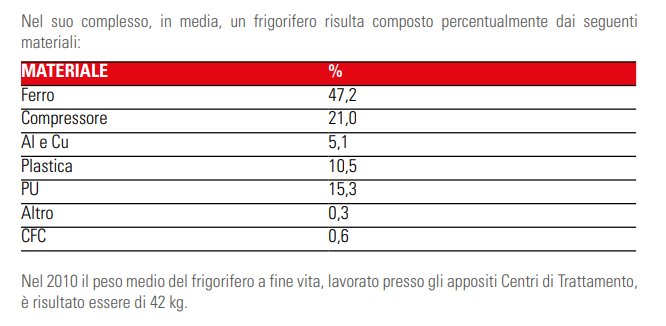 Nel suo complesso, in media, un frigorifero risulta composto percentualmente dai seguenti
materiali:
MATERIALE %
Ferro 47,2
Compressore 21,0
Al e Cu 5,1
Plastica 10,5
PU 15,3
Altro 0,3
CFC 0,6
Nel 2010 il peso medio del frigorifero a fine vita, lavorato presso gli appositi Centri di Trattamento,
è risultato essere di 42 kg.